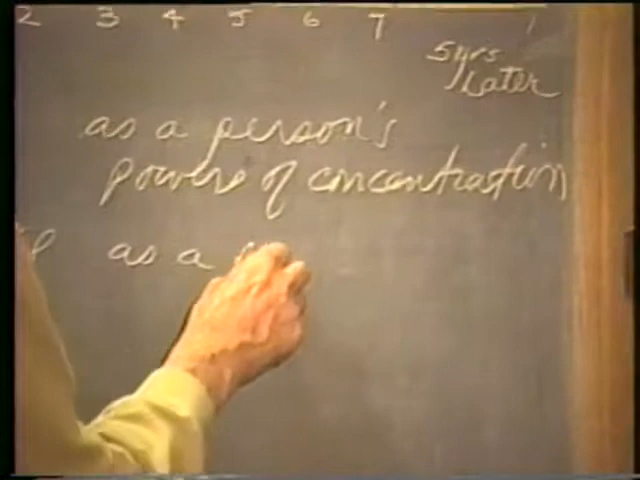 2 3 4 5 6 7
5 yrs
Later
as a person's
powers of concentration
as a